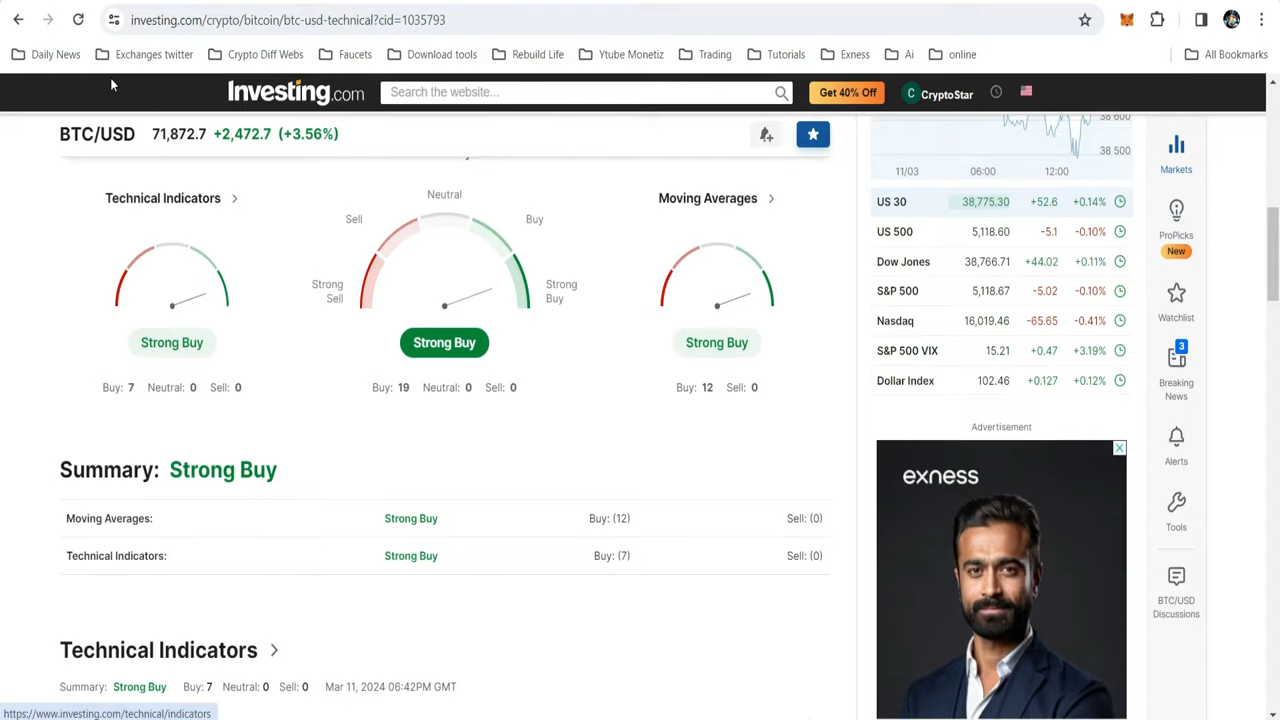 investing.com/crypto/bitcoin/btc-usd-technical?cid=1035793
Daily News Exchanges twitter Crypto Diff Webs Faucets Download tools Rebuild Life Ytube Monetiz Trading Tutorials Exness Ai online All Bookmarks
Investing.com Search the website... Get 40% Off C CryptoStar
BTC/USD 71,872.7 +2,472.7 (+3.56%)
38 600
38 500
11/03 06:00 12:00
Markets
Technical Indicators
Neutral
Sell Buy
Strong Sell
Strong Buy
Moving Averages
Strong Buy Strong Buy Strong Buy
Buy: 7 Neutral: 0 Sell: 0 Buy: 19 Neutral: 0 Sell: 0 Buy: 12 Sell: 0
US 30 38,775.30 +52.6 +0.14%
US 500 5,118.60 -5.1 -0.10%
Dow Jones 38,766.71 +44.02 +0.11%
S&P 500 5,118.67 -5.02 -0.10%
Nasdaq 16,019.46 -65.65 -0.41%
S&P 500 VIX 15.21 +0.47 +3.19%
Dollar Index 102.46 +0.127 +0.12%
ProPicks
New
Watchlist
3
Breaking
News
Alerts
Tools
BTC/USD
Discussions
Advertisement
exness
Summary: Strong Buy
Moving Averages: Strong Buy Buy: (12) Sell: (0)
Technical Indicators: Strong Buy Buy: (7) Sell: (0)
Technical Indicators
Summary: Strong Buy Buy: 7 Neutral: 0 Sell: 0 Mar 11, 2024 06:42PM GMT
https://www.investing.com/technical/indicators